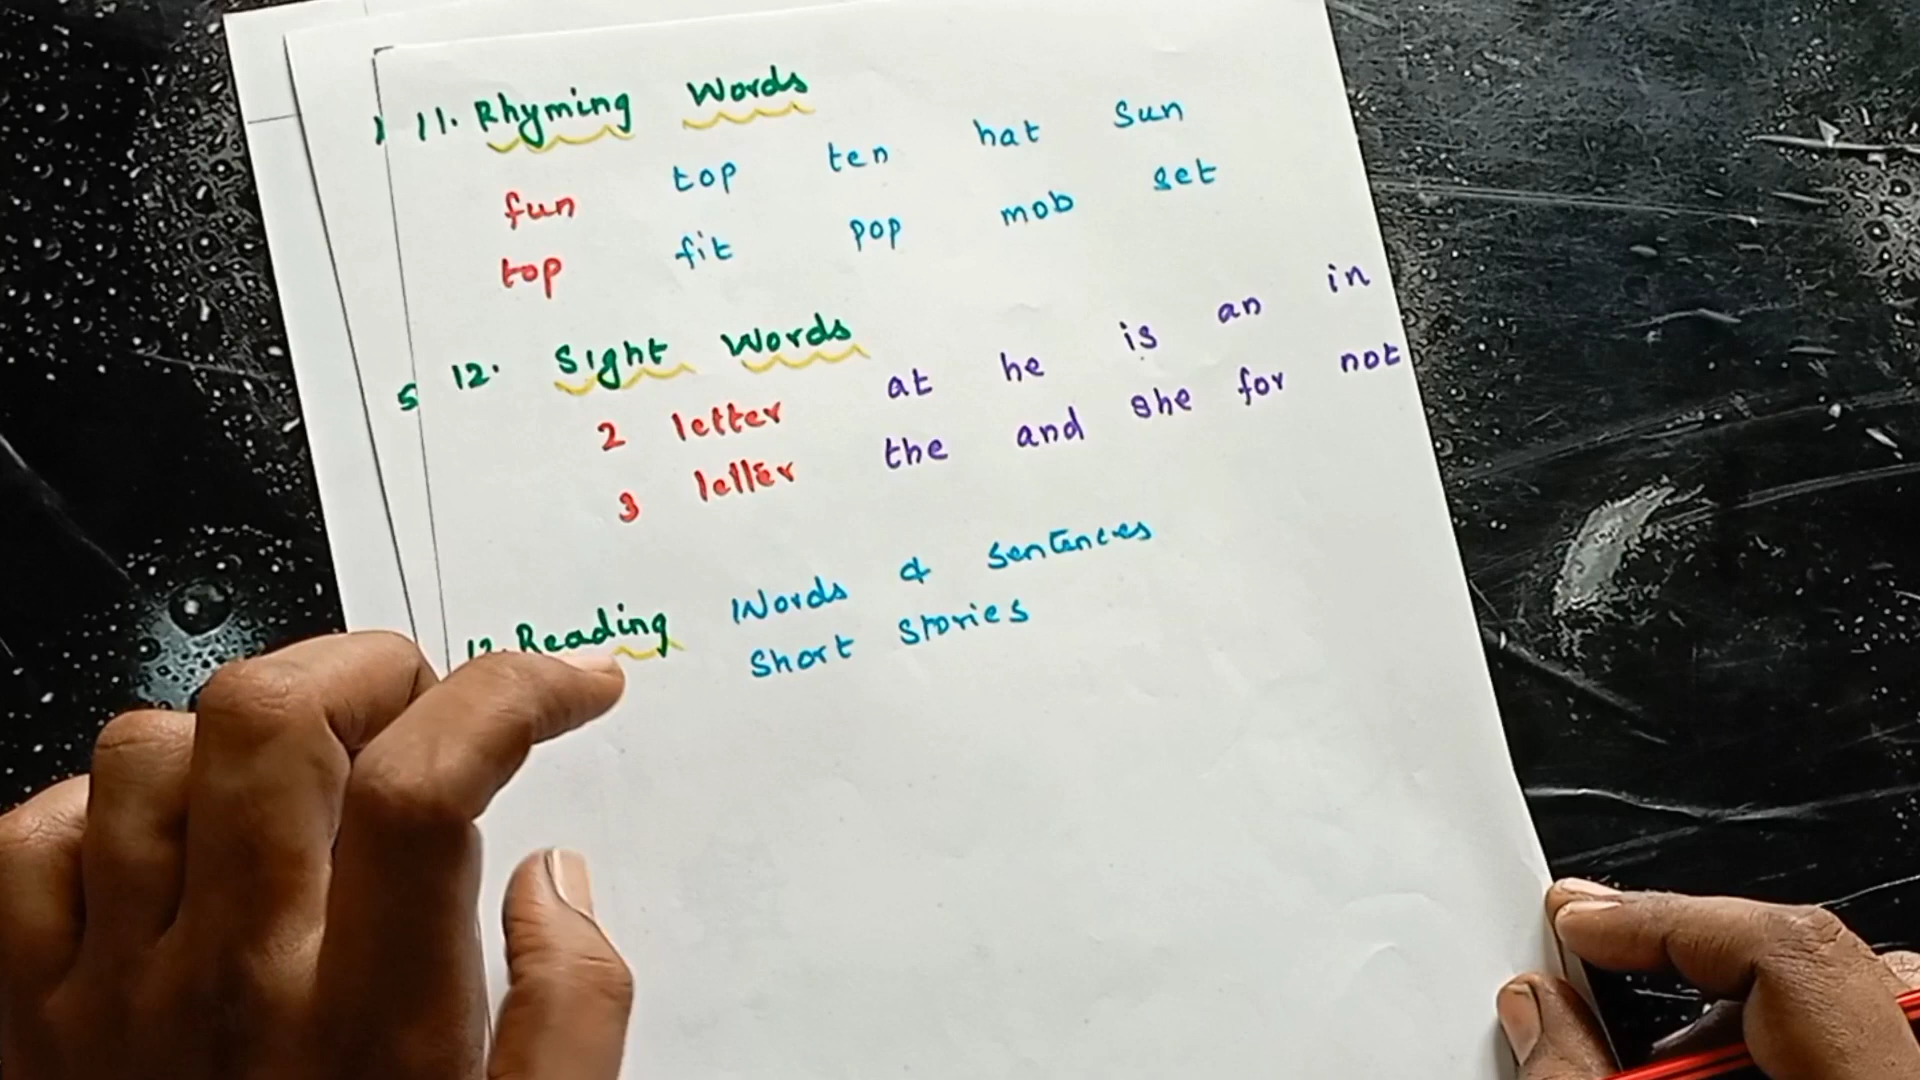 11. Rhyming Words
fun top ten hat sun
top fit pop mob set
12. Sight Words
2 letter at he is an in
3 letter the and she for not
Reading Words & Sentences
Short Stories